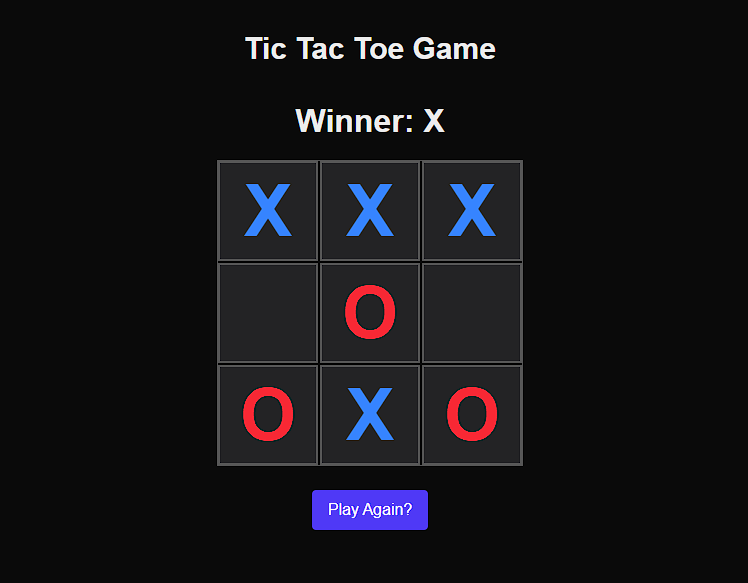 Tic Tac Toe Game
Winner: X
X X X
O
O X O
Play Again?